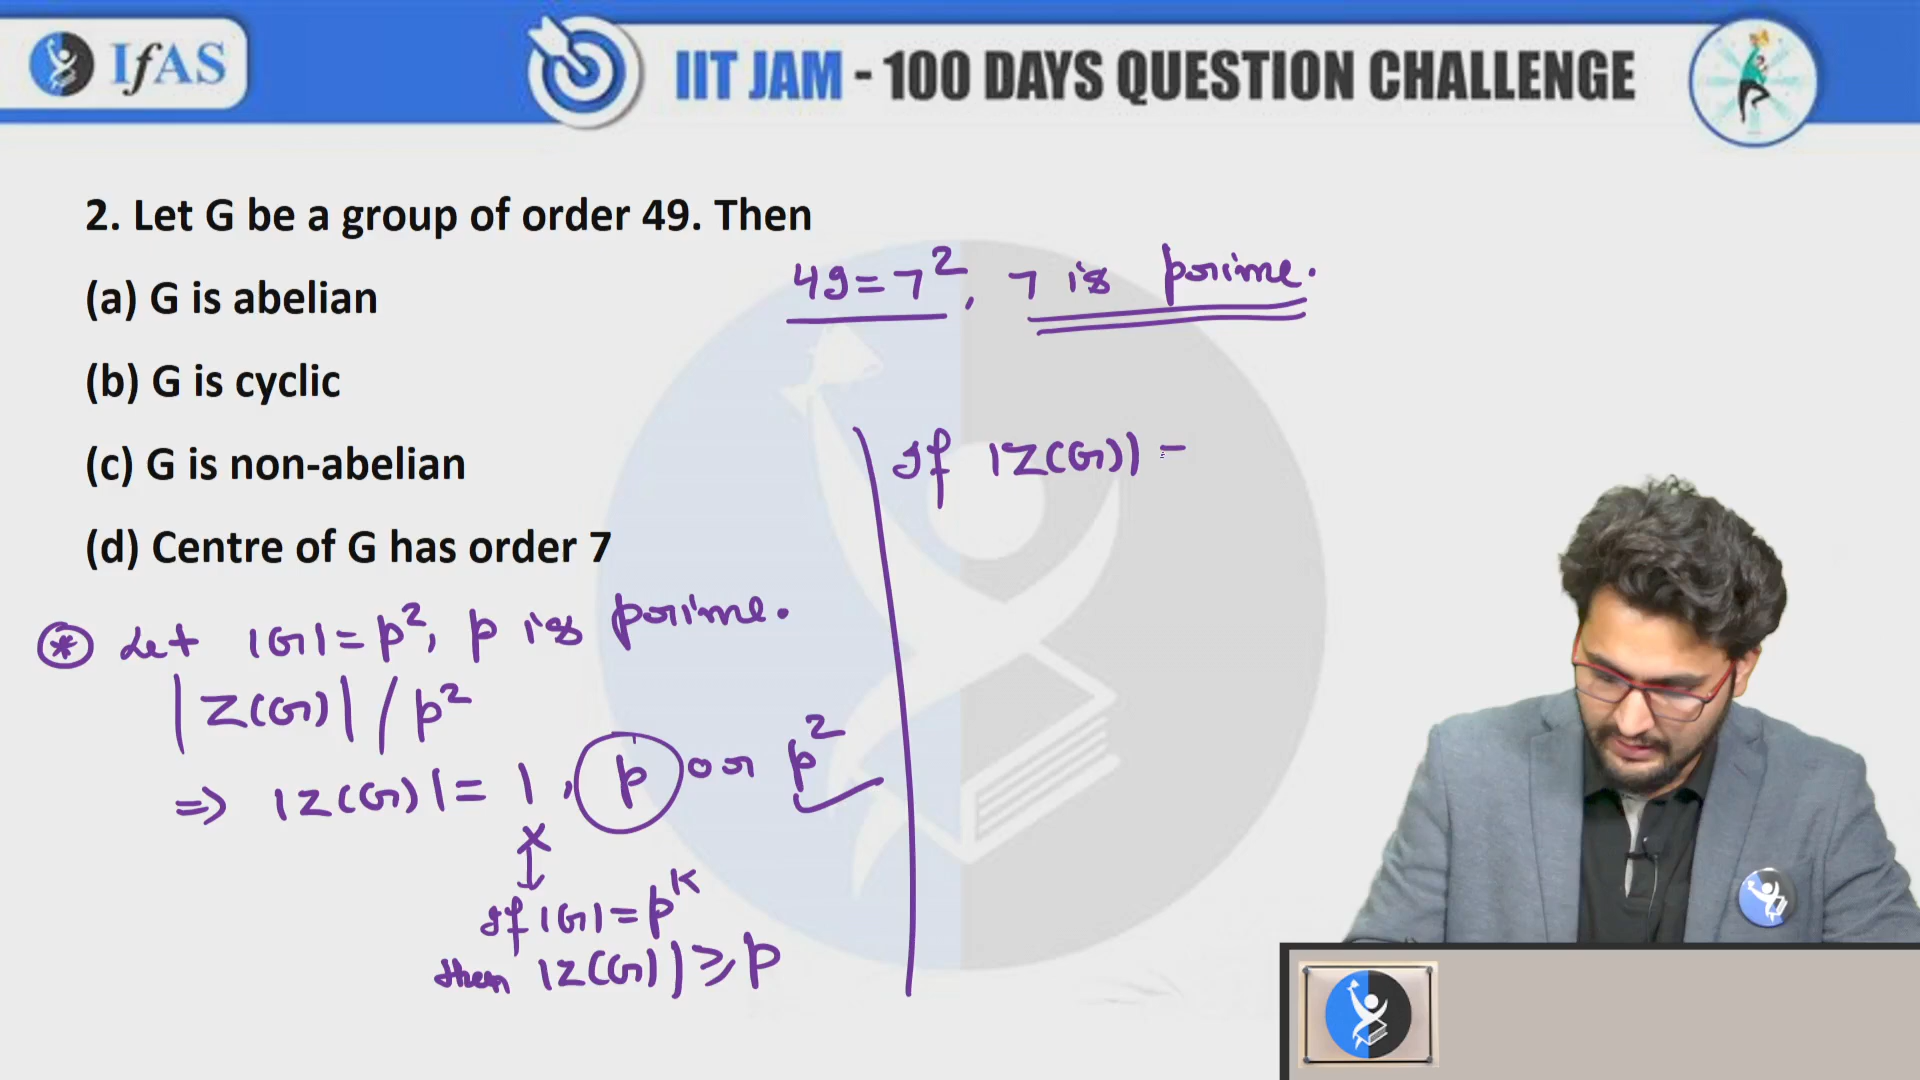 IfAS
IIT JAM - 100 DAYS QUESTION CHALLENGE
2. Let G be a group of order 49. Then
(a) G is abelian
(b) G is cyclic
(c) G is non-abelian
(d) Centre of G has order 7
49 = 7², 7 is prime.
⊛ Let |G| = p², p is prime.
|Z(G)| / p²
⇒ |Z(G)| = 1, p or p²
×
↓
If |G| = p^k
then |Z(G)| ≥ p
If |Z(G)| =